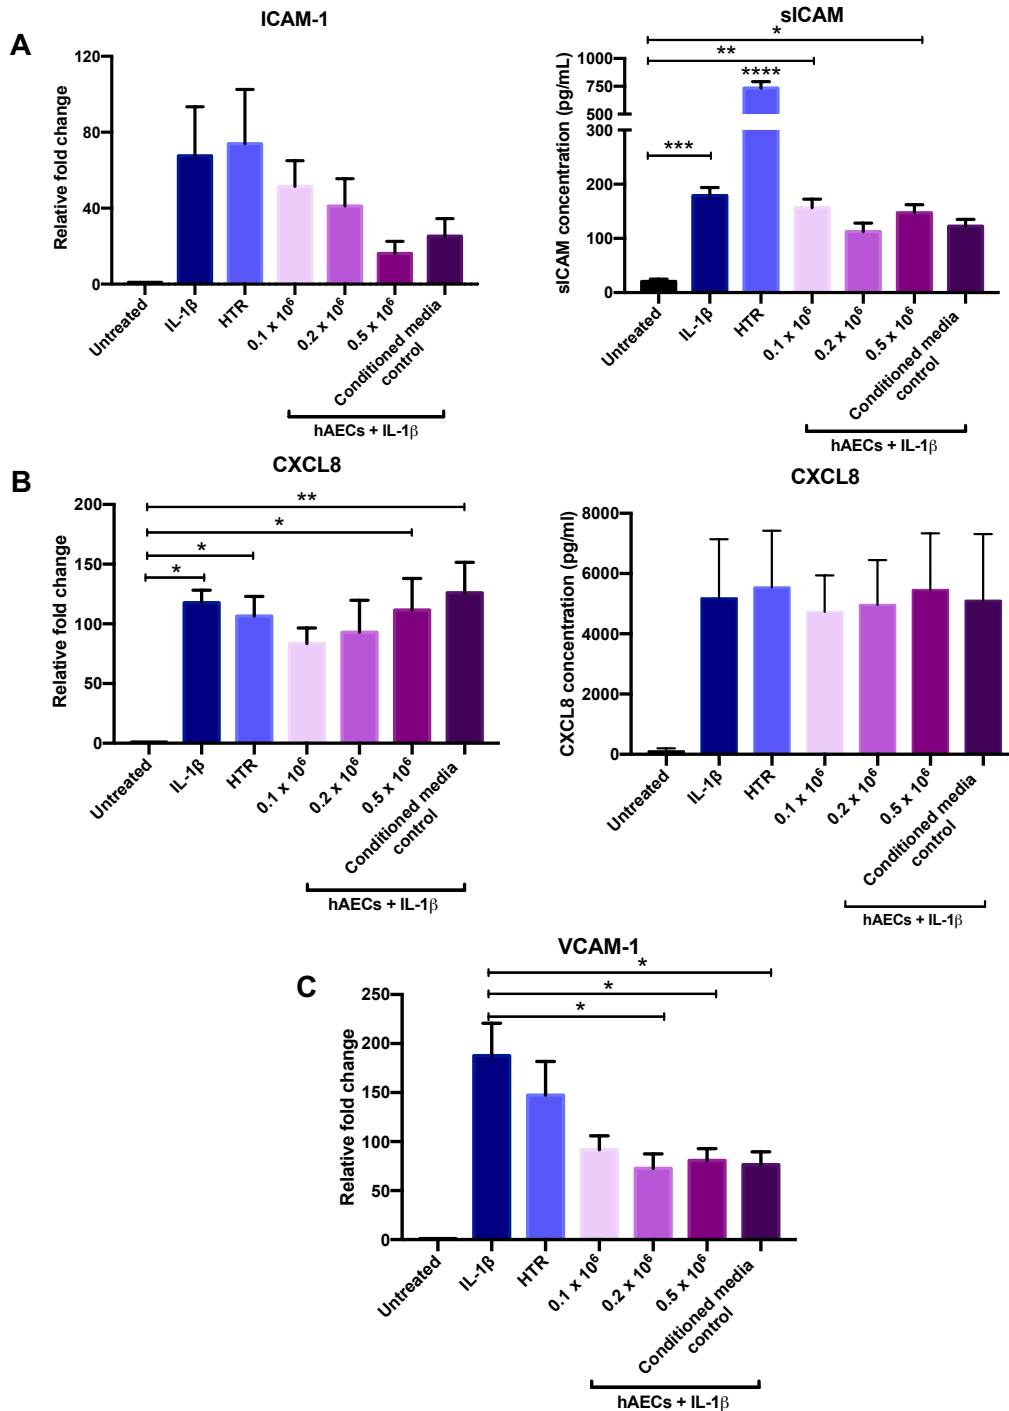 A
ICAM-1
Relative fold change
120
80
40
0
Untreated
IL-1β
HTR
0.1 x 10⁶
0.2 x 10⁶
0.5 x 10⁶
Conditioned media
control
hAECs + IL-1β
sICAM
sICAM concentration (pg/mL)
1000
750
500
300
200
100
0
*
**
****
***
Untreated
IL-1β
HTR
0.1 x 10⁶
0.2 x 10⁶
0.5 x 10⁶
Conditioned media
control
hAECs + IL-1β
B
CXCL8
Relative fold change
200
150
100
50
0
**
*
*
*
Untreated
IL-1β
HTR
0.1 x 10⁶
0.2 x 10⁶
0.5 x 10⁶
Conditioned media
control
hAECs + IL-1β
CXCL8
CXCL8 concentration (pg/ml)
8000
6000
4000
2000
0
Untreated
IL-1β
HTR
0.1 x 10⁶
0.2 x 10⁶
0.5 x 10⁶
Conditioned media
control
hAECs + IL-1β
C
VCAM-1
Relative fold change
250
200
150
100
50
0
*
*
*
Untreated
IL-1β
HTR
0.1 x 10⁶
0.2 x 10⁶
0.5 x 10⁶
Conditioned media
control
hAECs + IL-1β